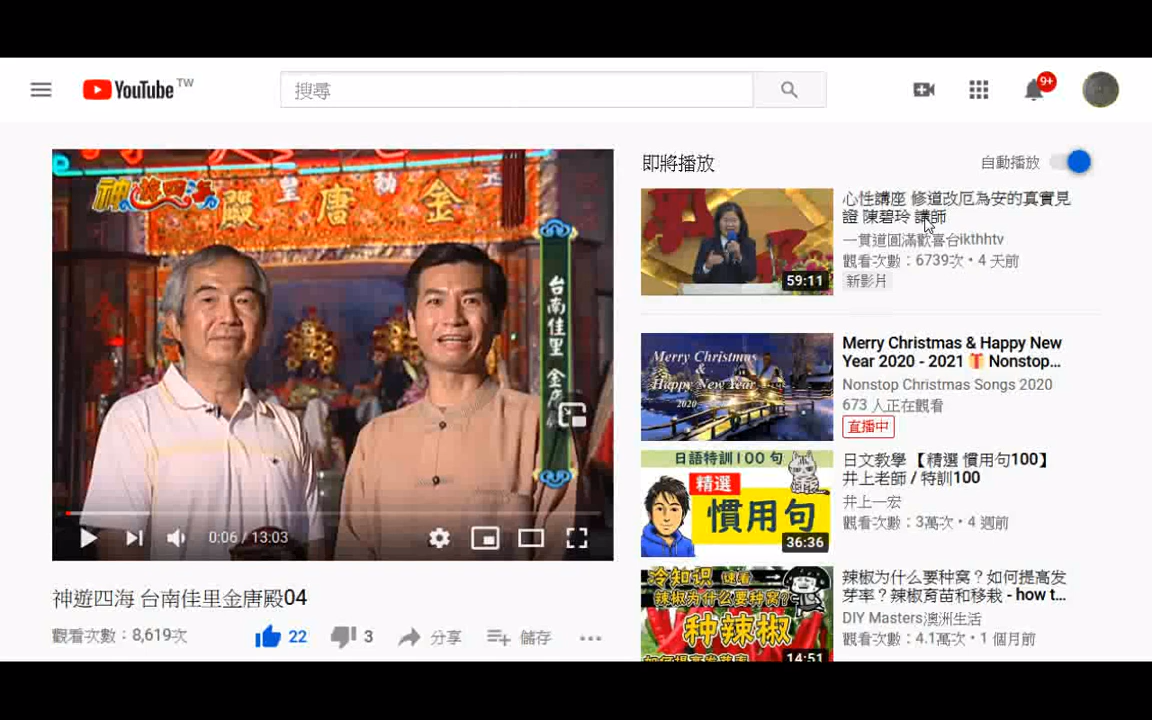 YouTube TW
搜尋
9+
神遊四海
殿唐金
台南佳里 金
0:06 / 13:03
神遊四海 台南佳里金唐殿04
觀看次數：8,619次
22
3
分享
儲存
即將播放
自動播放
59:11
心性講座 修道改厄為安的真實見
證 陳碧玲 講師
一貫道圓滿歡喜台ikthhtv
觀看次數：6739次 • 4 天前
新影片
Merry Christmas
&
Happy New Year
2020
Merry Christmas & Happy New
Year 2020 - 2021 🎁 Nonstop...
Nonstop Christmas Songs 2020
673 人正在觀看
直播中
日語特訓100句
精選
慣用句
36:36
日文教學 【精選 慣用句100】
井上老師 / 特訓100
井上一宏
觀看次數：3萬次 • 4 週前
冷知识 速看
辣椒为什么要种窝?
种辣椒
如何提高发芽率
14:51
辣椒为什么要种窝？如何提高发
芽率？辣椒育苗和移栽 - how t...
DIY Masters澳洲生活
觀看次數：4.1萬次 • 1 個月前